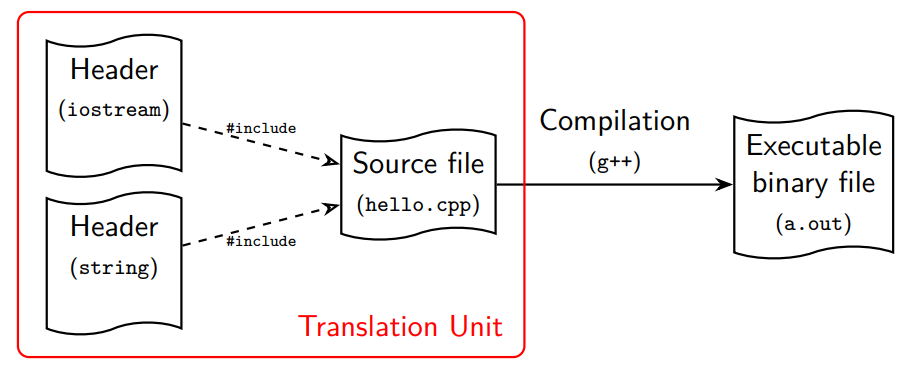 Header
(iostream)
#include
Header
(string)
#include
Source file
(hello.cpp)
Translation Unit
Compilation
(g++)
Executable
binary file
(a.out)